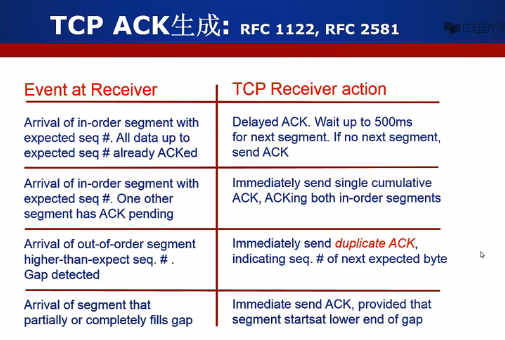 TCP ACK生成: RFC 1122, RFC 2581
中国大
Event at Receiver
TCP Receiver action
Arrival of in-order segment with
expected seq #. All data up to
expected seq # already ACKed
Delayed ACK. Wait up to 500ms
for next segment. If no next segment,
send ACK
Arrival of in-order segment with
expected seq #. One other
segment has ACK pending
Immediately send single cumulative
ACK, ACKing both in-order segments
Arrival of out-of-order segment
higher-than-expect seq. # .
Gap detected
Immediately send duplicate ACK,
indicating seq. # of next expected byte
Arrival of segment that
partially or completely fills gap
Immediate send ACK, provided that
segment startsat lower end of gap